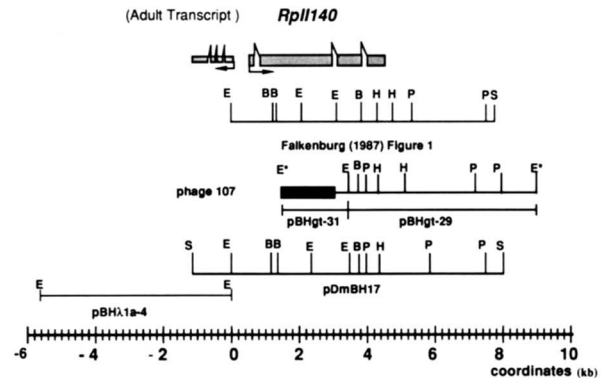 (Adult Transcript ) RpII140
E BB E E B H H P P S
Falkenburg (1987) Figure 1
E* E B P H H P P E*
phage 107
pBHgt-31 pBHgt-29
S E BB E E B P H P P S
pDmBH17
E E
pBHλ1a-4
-6 - 4 - 2 0 2 4 6 8 10
coordinates (kb)